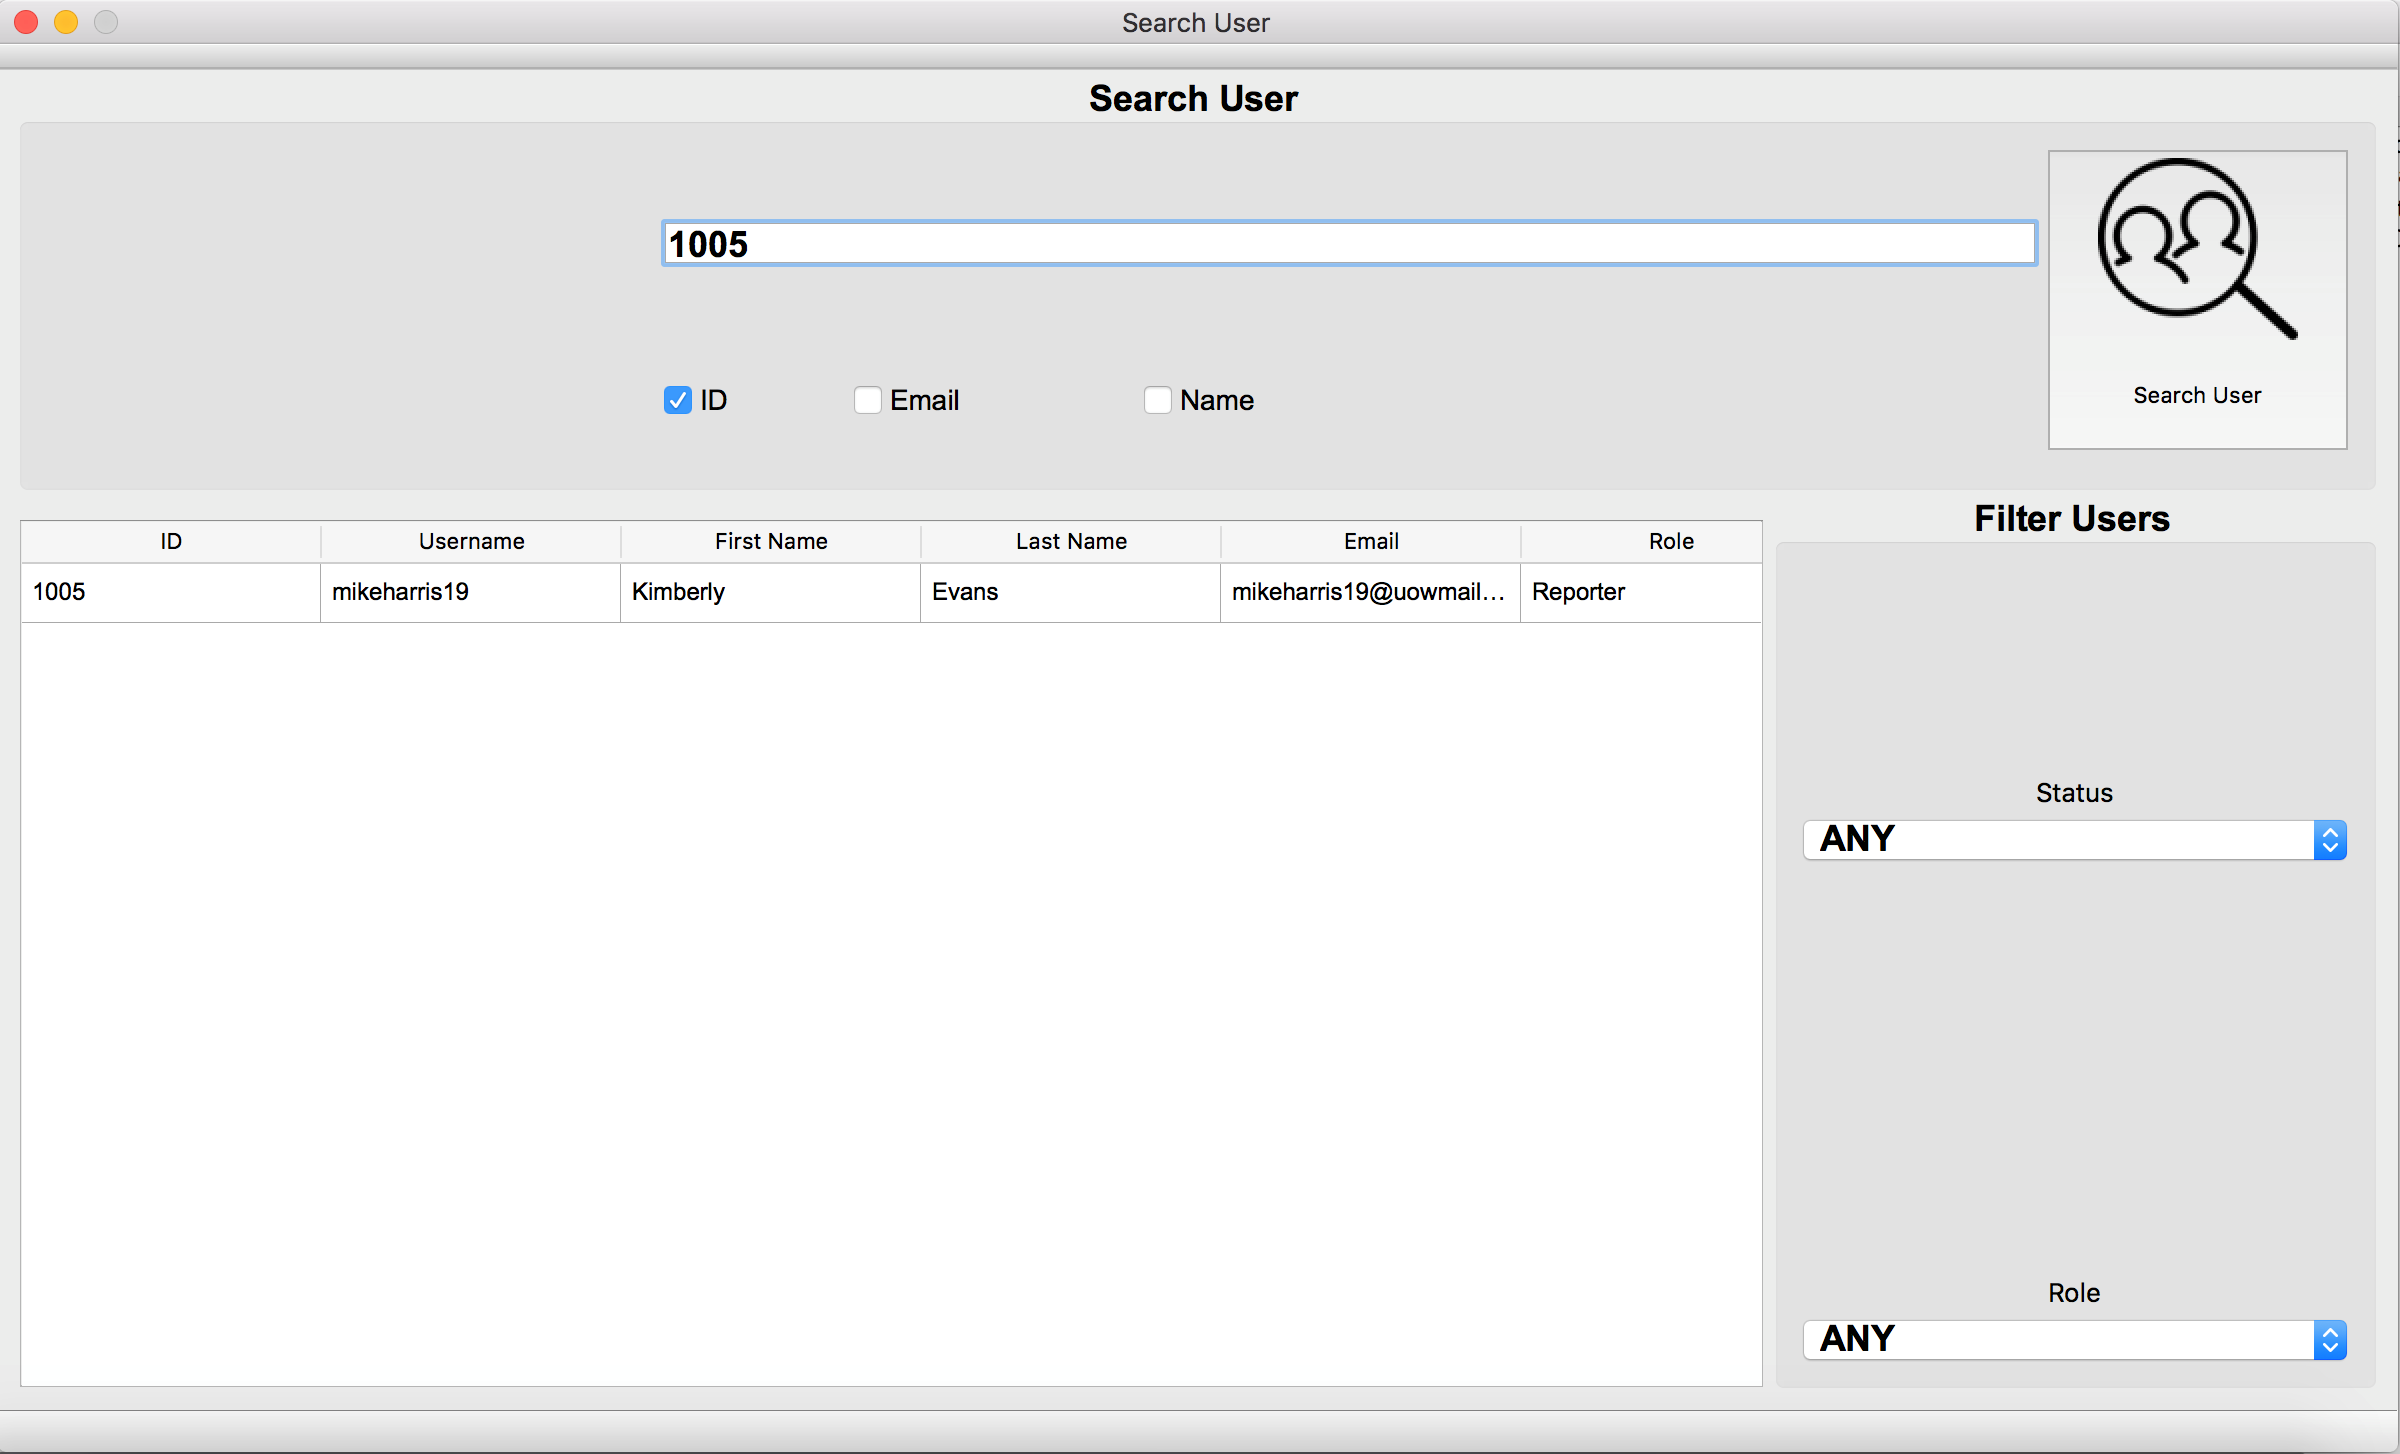 Search User
Search User
1005
ID Email Name
Search User
Filter Users
ID Username First Name Last Name Email Role
1005 mikeharris19 Kimberly Evans mikeharris19@uowmail... Reporter
Status
ANY
Role
ANY